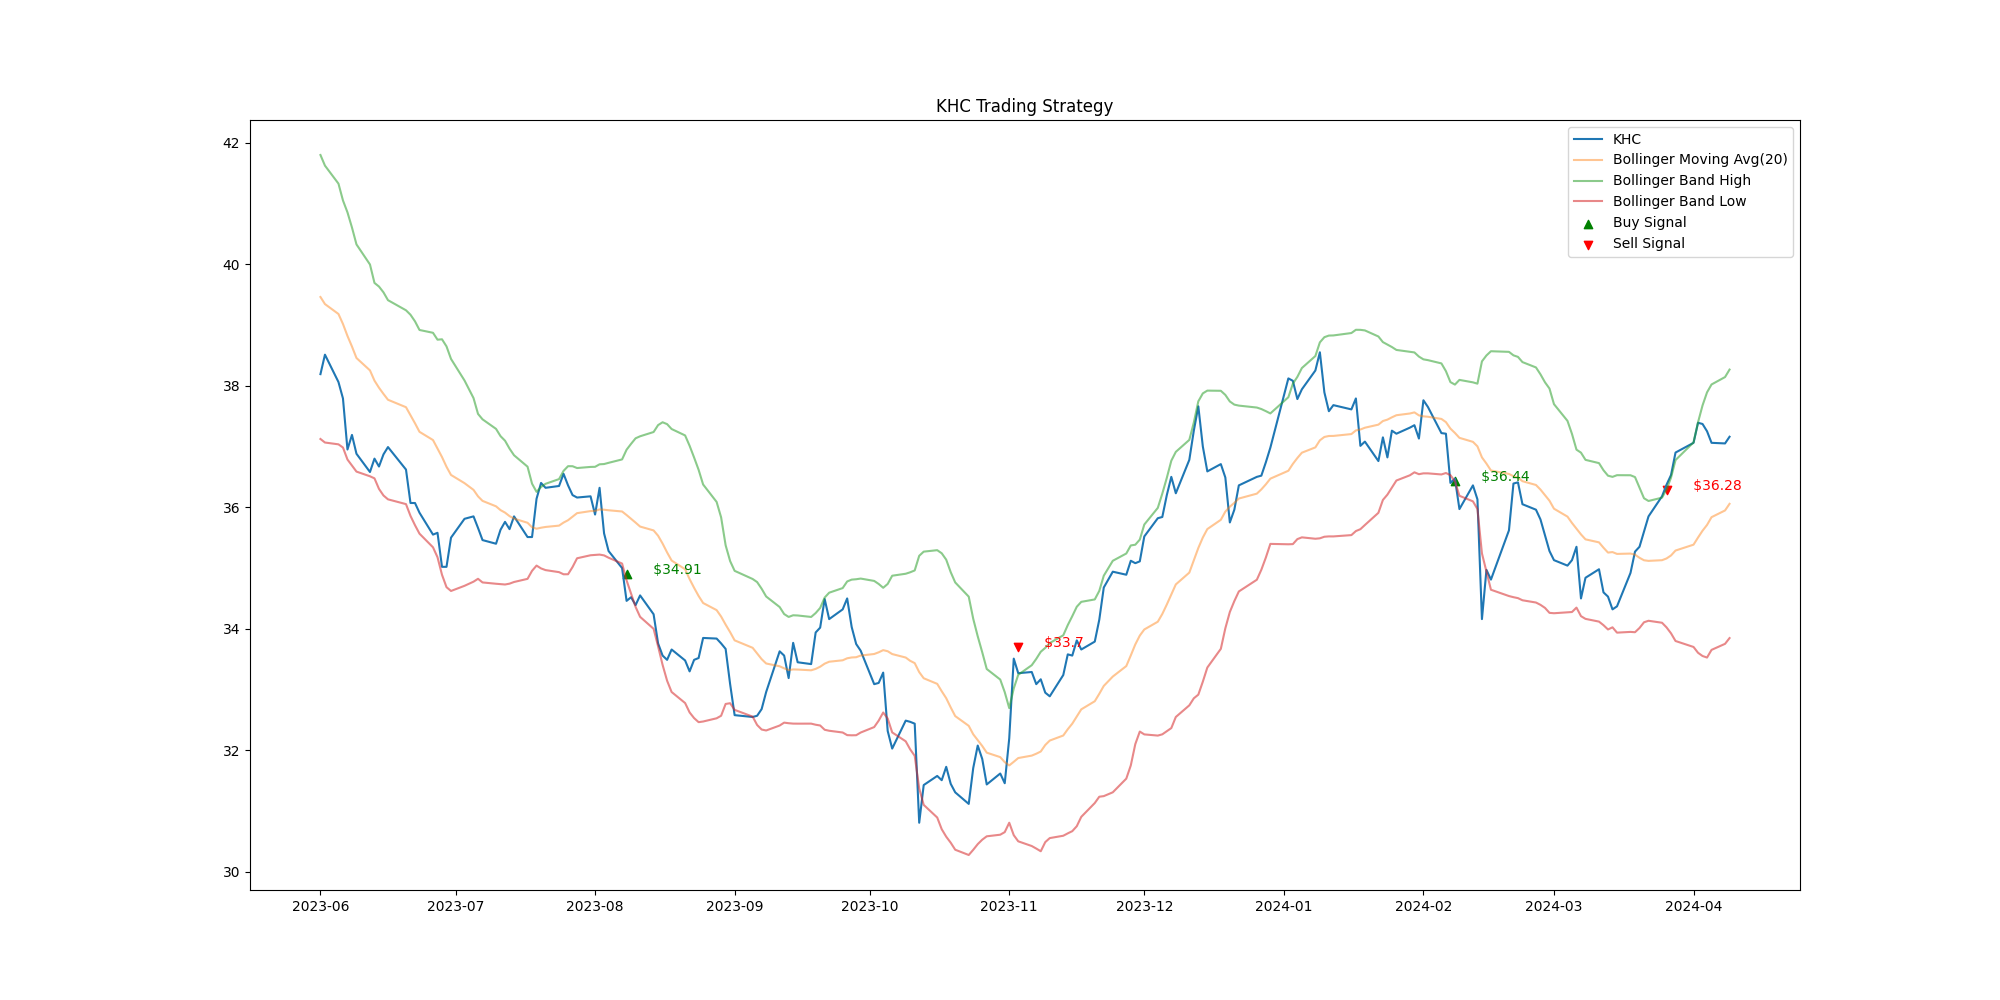 KHC Trading Strategy
KHC
Bollinger Moving Avg(20)
Bollinger Band High
Bollinger Band Low
Buy Signal
Sell Signal
42
40
38
36
34
32
30
$34.91
$33.7
$36.44
$36.28
2023-06 2023-07 2023-08 2023-09 2023-10 2023-11 2023-12 2024-01 2024-02 2024-03 2024-04